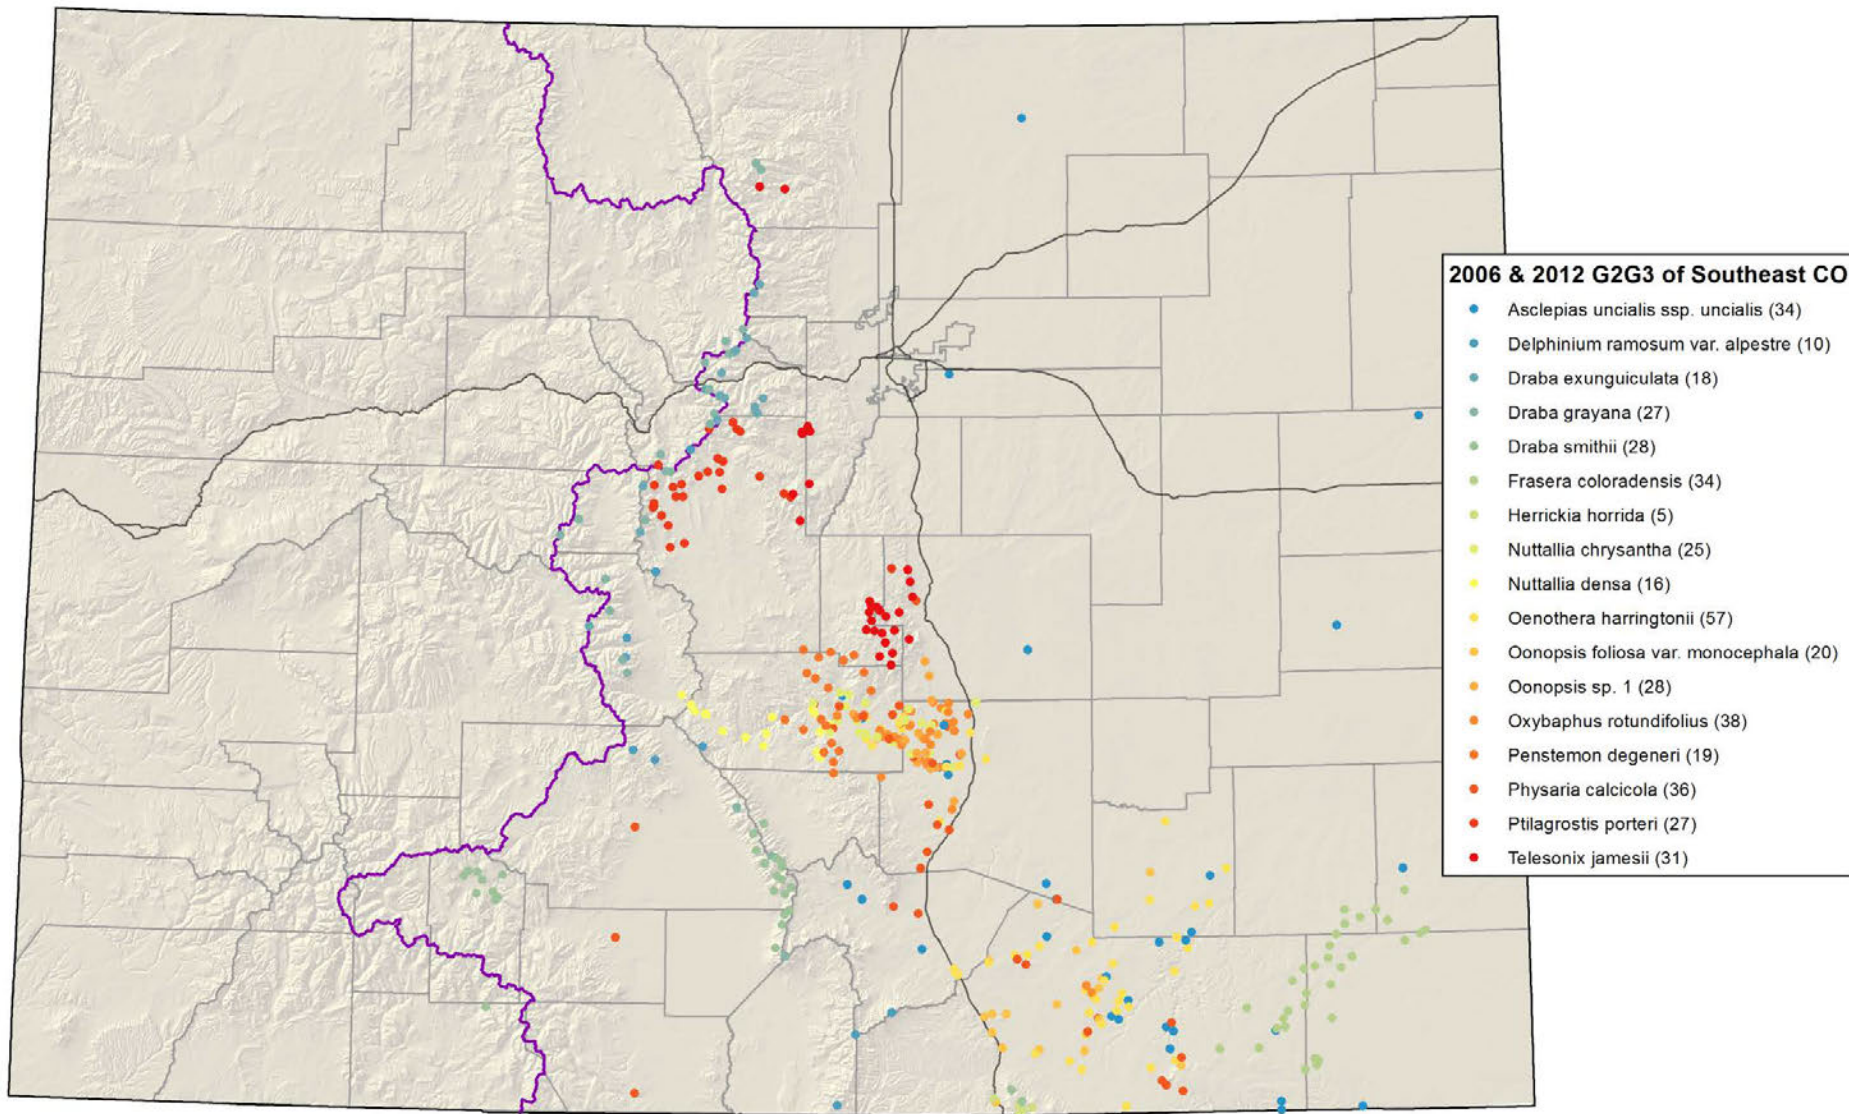 2006 & 2012 G2G3 of Southeast CO
Asclepias uncialis ssp. uncialis (34)
Delphinium ramosum var. alpestre (10)
Draba exunguiculata (18)
Draba grayana (27)
Draba smithii (28)
Frasera coloradensis (34)
Herrickia horrida (5)
Nuttallia chrysantha (25)
Nuttallia densa (16)
Oenothera harringtonii (57)
Oonopsis foliosa var. monocephala (20)
Oonopsis sp. 1 (28)
Oxybaphus rotundifolius (38)
Penstemon degeneri (19)
Physaria calcicola (36)
Ptilagrostis porteri (27)
Telesonix jamesii (31)